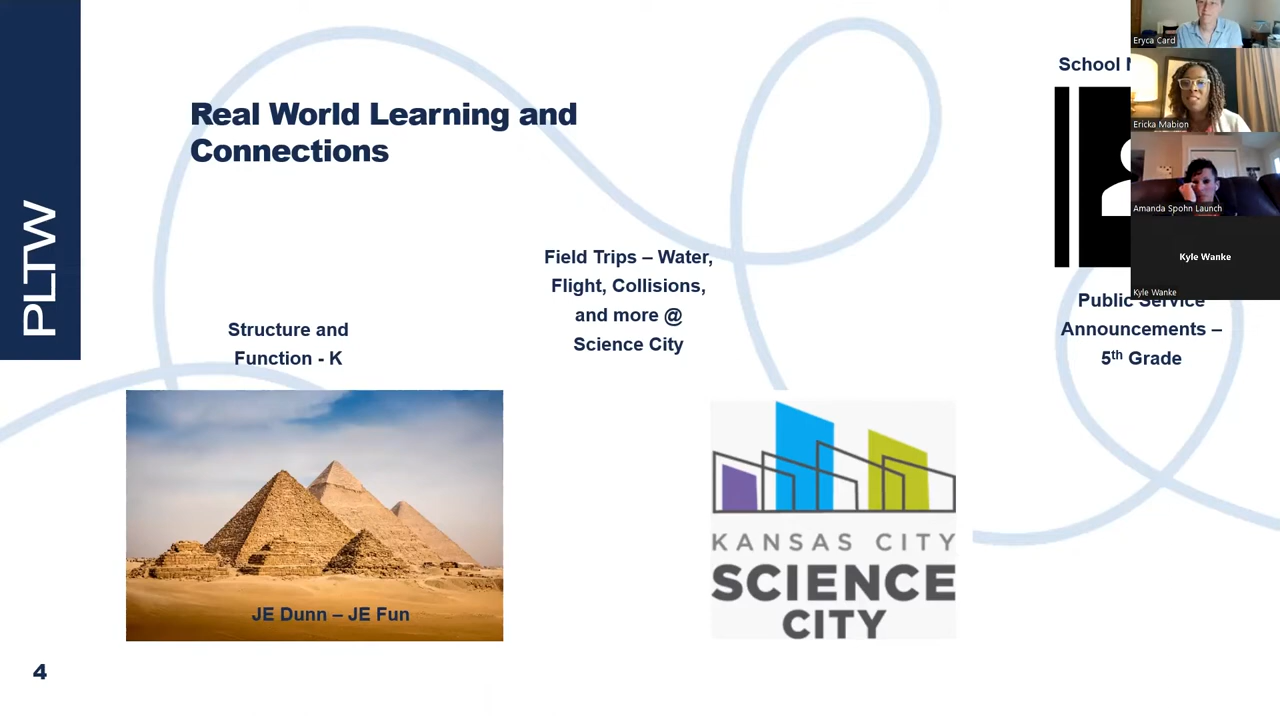 PLTW
Real World Learning and
Connections
Structure and
Function - K
JE Dunn – JE Fun
Field Trips – Water,
Flight, Collisions,
and more @
Science City
KANSAS CITY
SCIENCE
CITY
School
Public Service
Announcements –
5th Grade
Eryca Card
Ericka Mabion
Amanda Spohn Launch
Kyle Wanke
Kyle Wanke
4